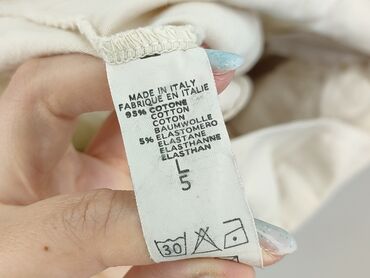 MADE IN ITALY
FABRIQUE EN ITALIE
95% COTONE
COTTON
COTON
BAUMWOLLE
5% ELASTOMERO
ELASTANE
ELASTHANNE
ELASTHAN
L
5
30